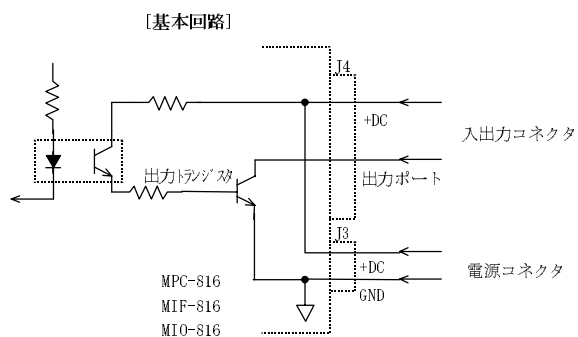 [基本回路]
J4
+DC
入出力コネクタ
出力トランジスタ
出力ポート
J3
+DC
電源コネクタ
GND
MPC-816
MIF-816
MIO-816